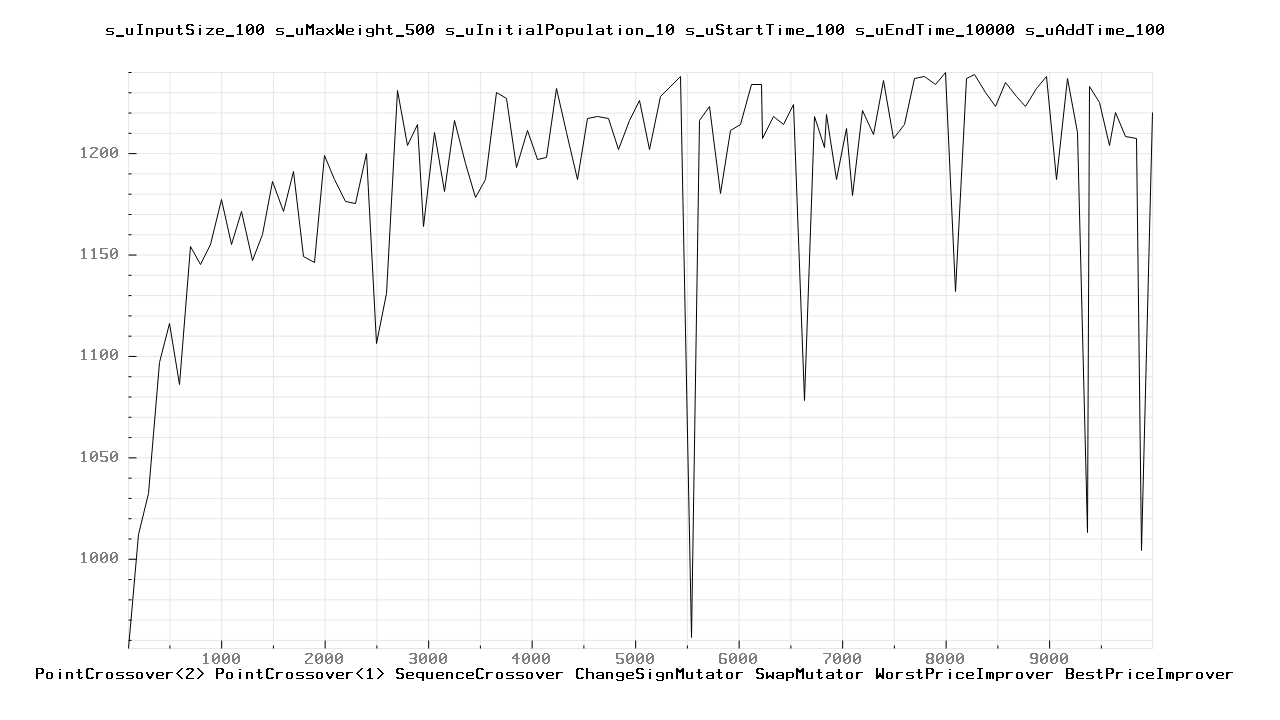 s_uInputSize_100 s_uMaxWeight_500 s_uInitialPopulation_10 s_uStartTime_100 s_uEndTime_10000 s_uAddTime_100
1200
1150
1100
1050
1000
1000 2000 3000 4000 5000 6000 7000 8000 9000
PointCrossover<2> PointCrossover<1> SequenceCrossover ChangeSignMutator SwapMutator WorstPriceImprover BestPriceImprover